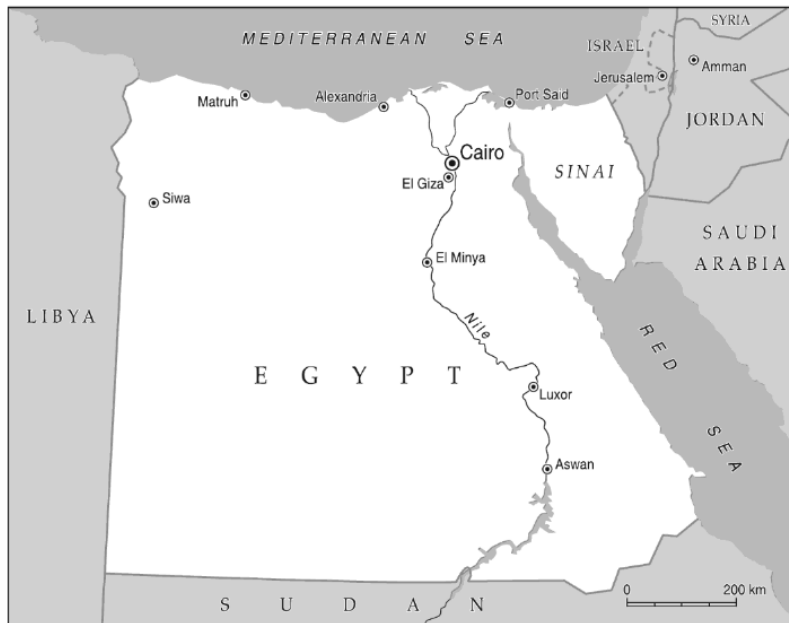 MEDITERRANEAN SEA
SYRIA
ISRAEL
Amman
Jerusalem
Matruh
Alexandria
Port Said
JORDAN
Cairo
El Giza
SINAI
Siwa
SAUDI
ARABIA
El Minya
LIBYA
Nile
RED SEA
EGYPT
Luxor
Aswan
SUDAN
0 200 km